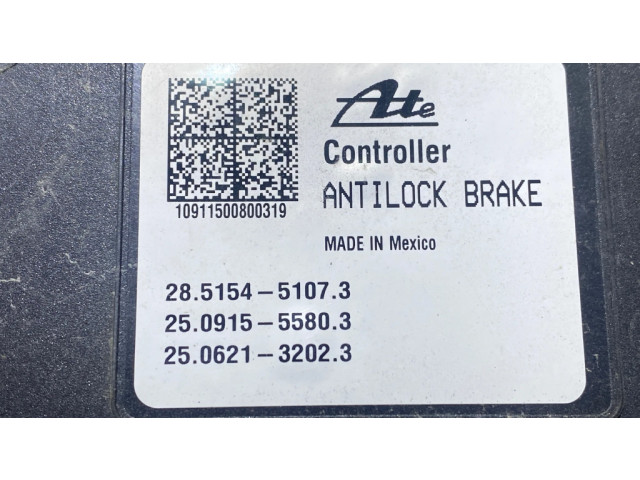 Ate
10911500800319
Controller
ANTILOCK BRAKE
MADE IN Mexico
28.5154-5107.3
25.0915-5580.3
25.0621-3202.3